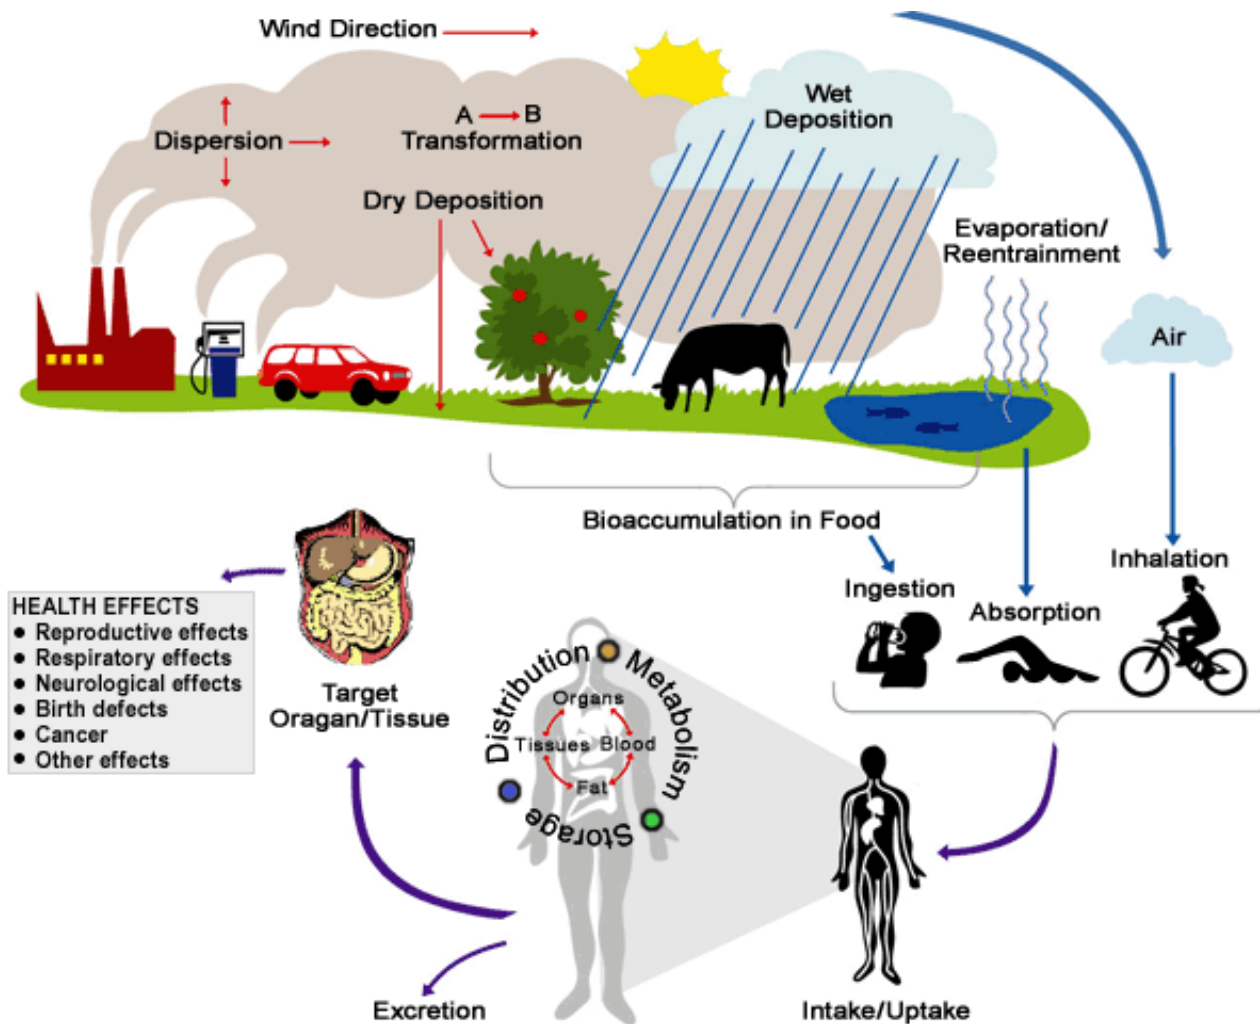 Wind Direction
Dispersion
A B
Transformation
Dry Deposition
Wet
Deposition
Evaporation/
Reentrainment
Air
Bioaccumulation in Food
Ingestion
Absorption
Inhalation
HEALTH EFFECTS
Reproductive effects
Respiratory effects
Neurological effects
Birth defects
Cancer
Other effects
Target
Oragan/Tissue
Distribution
Metabolism
Storage
Organs
Tissues
Blood
Fat
Excretion
Intake/Uptake